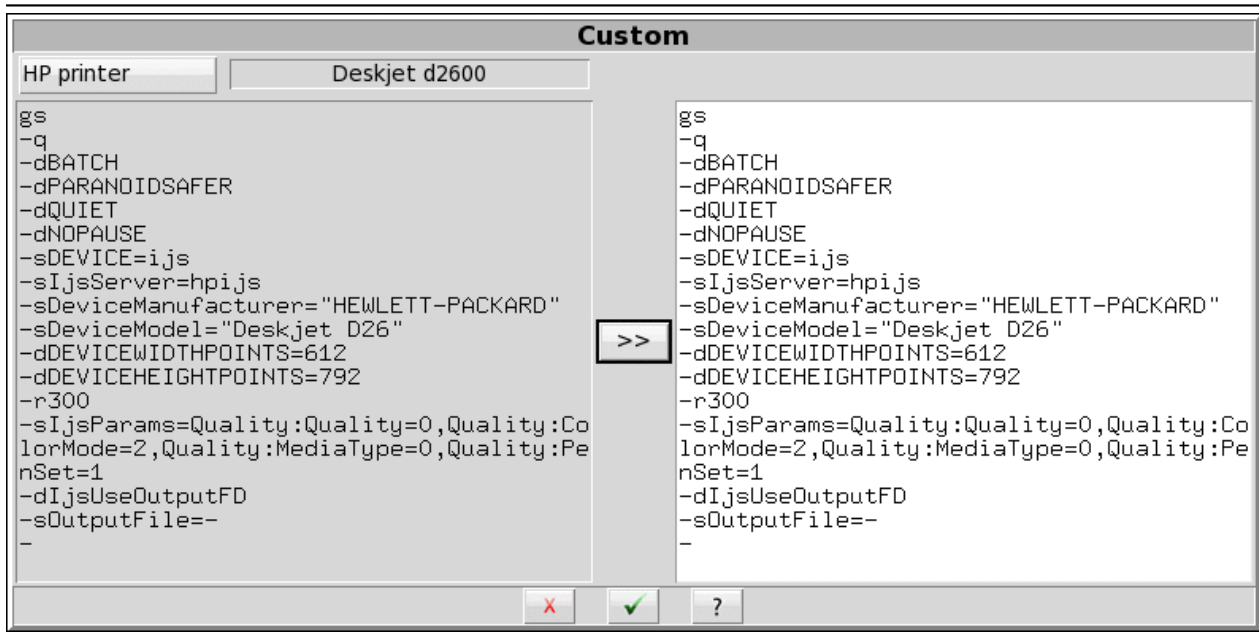 Custom
HP printer
Deskjet d2600
gs
-q
-dBATCH
-dPARANOIDSAFER
-dQUIET
-dNOPAUSE
-sDEVICE=ijs
-sIjsServer=hpijs
-sDeviceManufacturer="HEWLETT-PACKARD"
-sDeviceModel="Deskjet D26"
-dDEVICEWIDTHPOINTS=612
-dDEVICEHEIGHTPOINTS=792
-r300
-sIjsParams=Quality:Quality=0,Quality:Co
lorMode=2,Quality:MediaType=0,Quality:Pe
nSet=1
-dIjsUseOutputFD
-sOutputFile=-
-
>>
gs
-q
-dBATCH
-dPARANOIDSAFER
-dQUIET
-dNOPAUSE
-sDEVICE=ijs
-sIjsServer=hpijs
-sDeviceManufacturer="HEWLETT-PACKARD"
-sDeviceModel="Deskjet D26"
-dDEVICEWIDTHPOINTS=612
-dDEVICEHEIGHTPOINTS=792
-r300
-sIjsParams=Quality:Quality=0,Quality:Co
lorMode=2,Quality:MediaType=0,Quality:Pe
nSet=1
-dIjsUseOutputFD
-sOutputFile=-
-
X ✓ ?